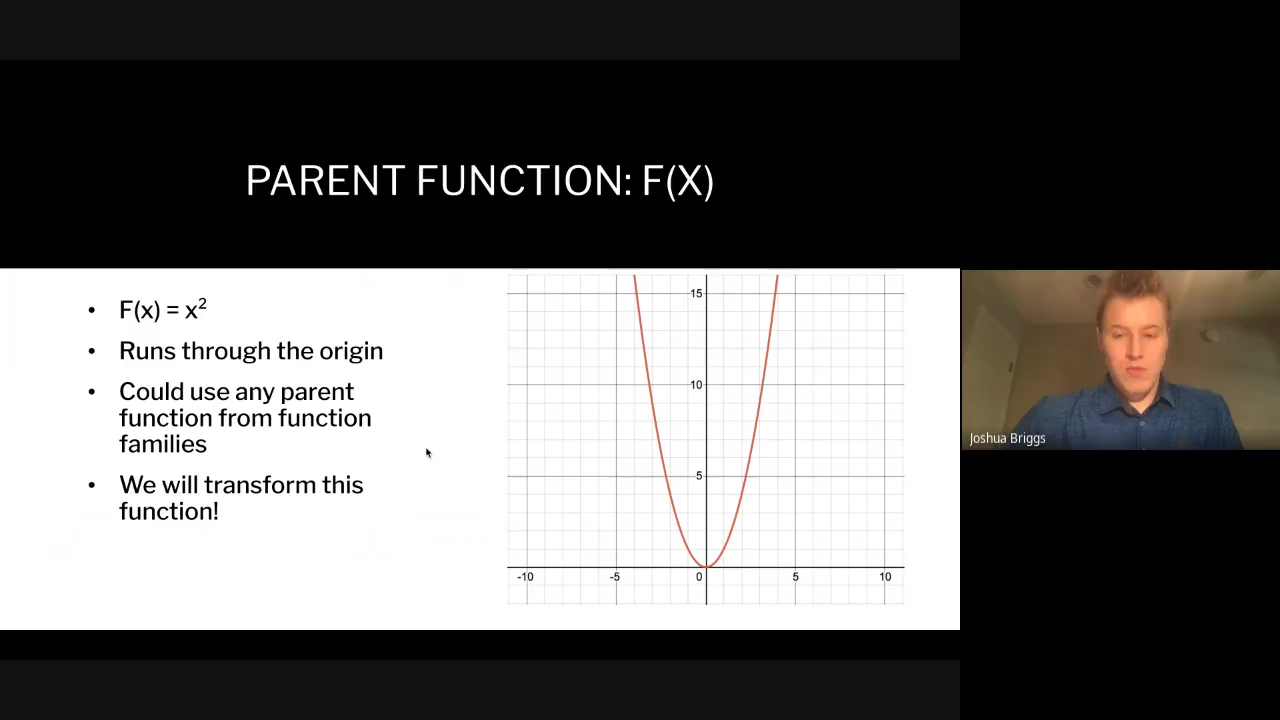 PARENT FUNCTION: F(X)
• F(x) = x²
• Runs through the origin
• Could use any parent
function from function
families
• We will transform this
function!
15
10
5
-10
-5
0
5
10
Joshua Briggs